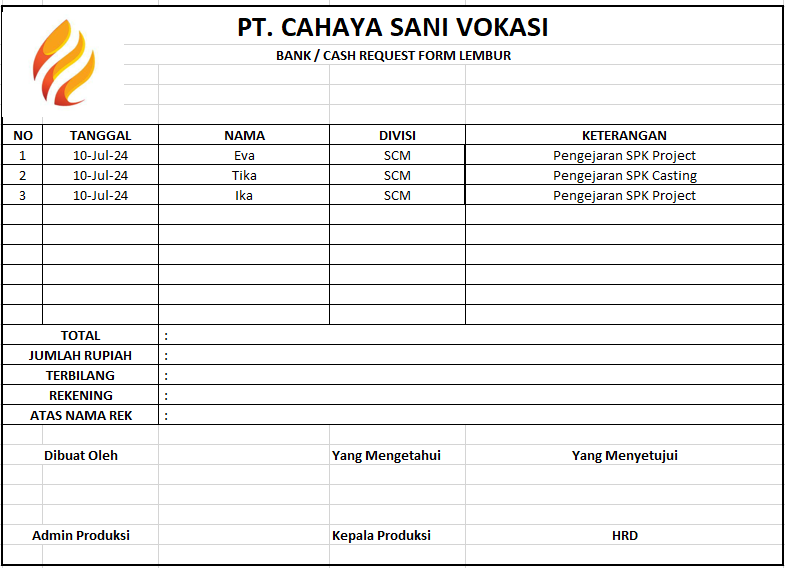 PT. CAHAYA SANI VOKASI
BANK / CASH REQUEST FORM LEMBUR
NO TANGGAL NAMA DIVISI KETERANGAN
1 10-Jul-24 Eva SCM Pengejaran SPK Project
2 10-Jul-24 Tika SCM Pengejaran SPK Casting
3 10-Jul-24 Ika SCM Pengejaran SPK Project
TOTAL :
JUMLAH RUPIAH :
TERBILANG :
REKENING :
ATAS NAMA REK :
Dibuat Oleh Yang Mengetahui Yang Menyetujui
Admin Produksi Kepala Produksi HRD